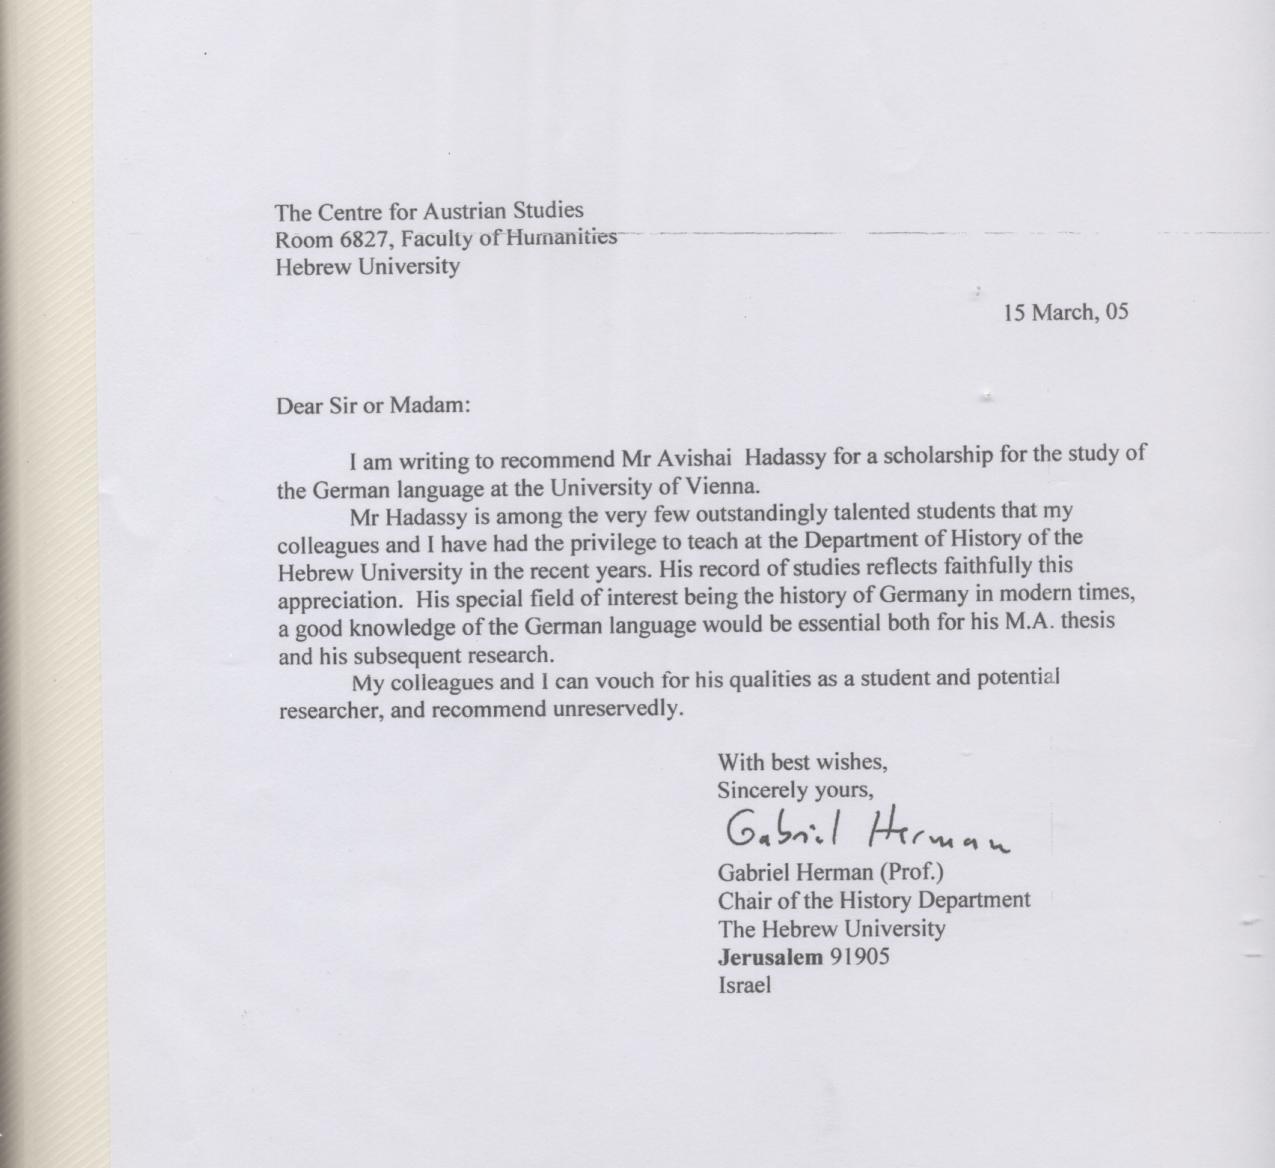 The Centre for Austrian Studies
Room 6827, Faculty of Humanities
Hebrew University
15 March, 05
Dear Sir or Madam:
I am writing to recommend Mr Avishai  Hadassy for a scholarship for the study of
the German language at the University of Vienna.
Mr Hadassy is among the very few outstandingly talented students that my
colleagues and I have had the privilege to teach at the Department of History of the
Hebrew University in the recent years. His record of studies reflects faithfully this
appreciation.  His special field of interest being the history of Germany in modern times,
a good knowledge of the German language would be essential both for his M.A. thesis
and his subsequent research.
My colleagues and I can vouch for his qualities as a student and potential
researcher, and recommend unreservedly.
With best wishes,
Sincerely yours,
Gabriel Herman
Gabriel Herman (Prof.)
Chair of the History Department
The Hebrew University
Jerusalem 91905
Israel